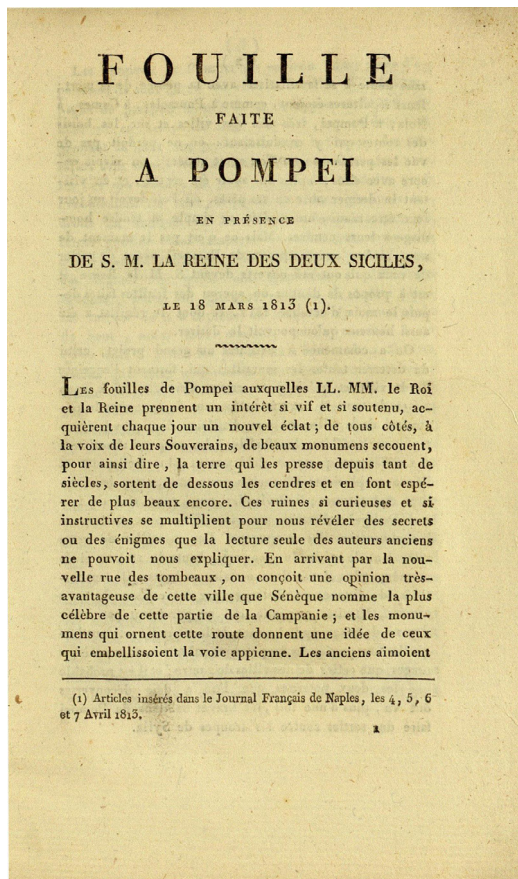 FOUILLE
FAITE
A POMPEI
EN PRÉSENCE
DE S. M. LA REINE DES DEUX SICILES,
LE 18 MARS 1813 (1).
LES fouilles de Pompei auxquelles LL. MM. le Roi
et la Reine prennent un intérêt si vif et si soutenu, ac-
quièrent chaque jour un nouvel éclat ; de tous côtés, à
la voix de leurs Souverains, de beaux monumens secouent,
pour ainsi dire , la terre qui les presse depuis tant de
siècles, sortent de dessous les cendres et en font espé-
rer de plus beaux encore. Ces ruines si curieuses et si
instructives se multiplient pour nous révéler des secrets
ou des énigmes que la lecture seule des auteurs anciens
ne pouvoit nous expliquer. En arrivant par la nou-
velle rue des tombeaux , on conçoit une opinion très-
avantageuse de cette ville que Sénèque nomme la plus
célèbre de cette partie de la Campanie ; et les monu-
mens qui ornent cette route donnent une idée de ceux
qui embellissoient la voie appienne. Les anciens aimoient
(1) Articles insérés dans le Journal Français de Naples, les 4, 5, 6
et 7 Avril 1813.
1